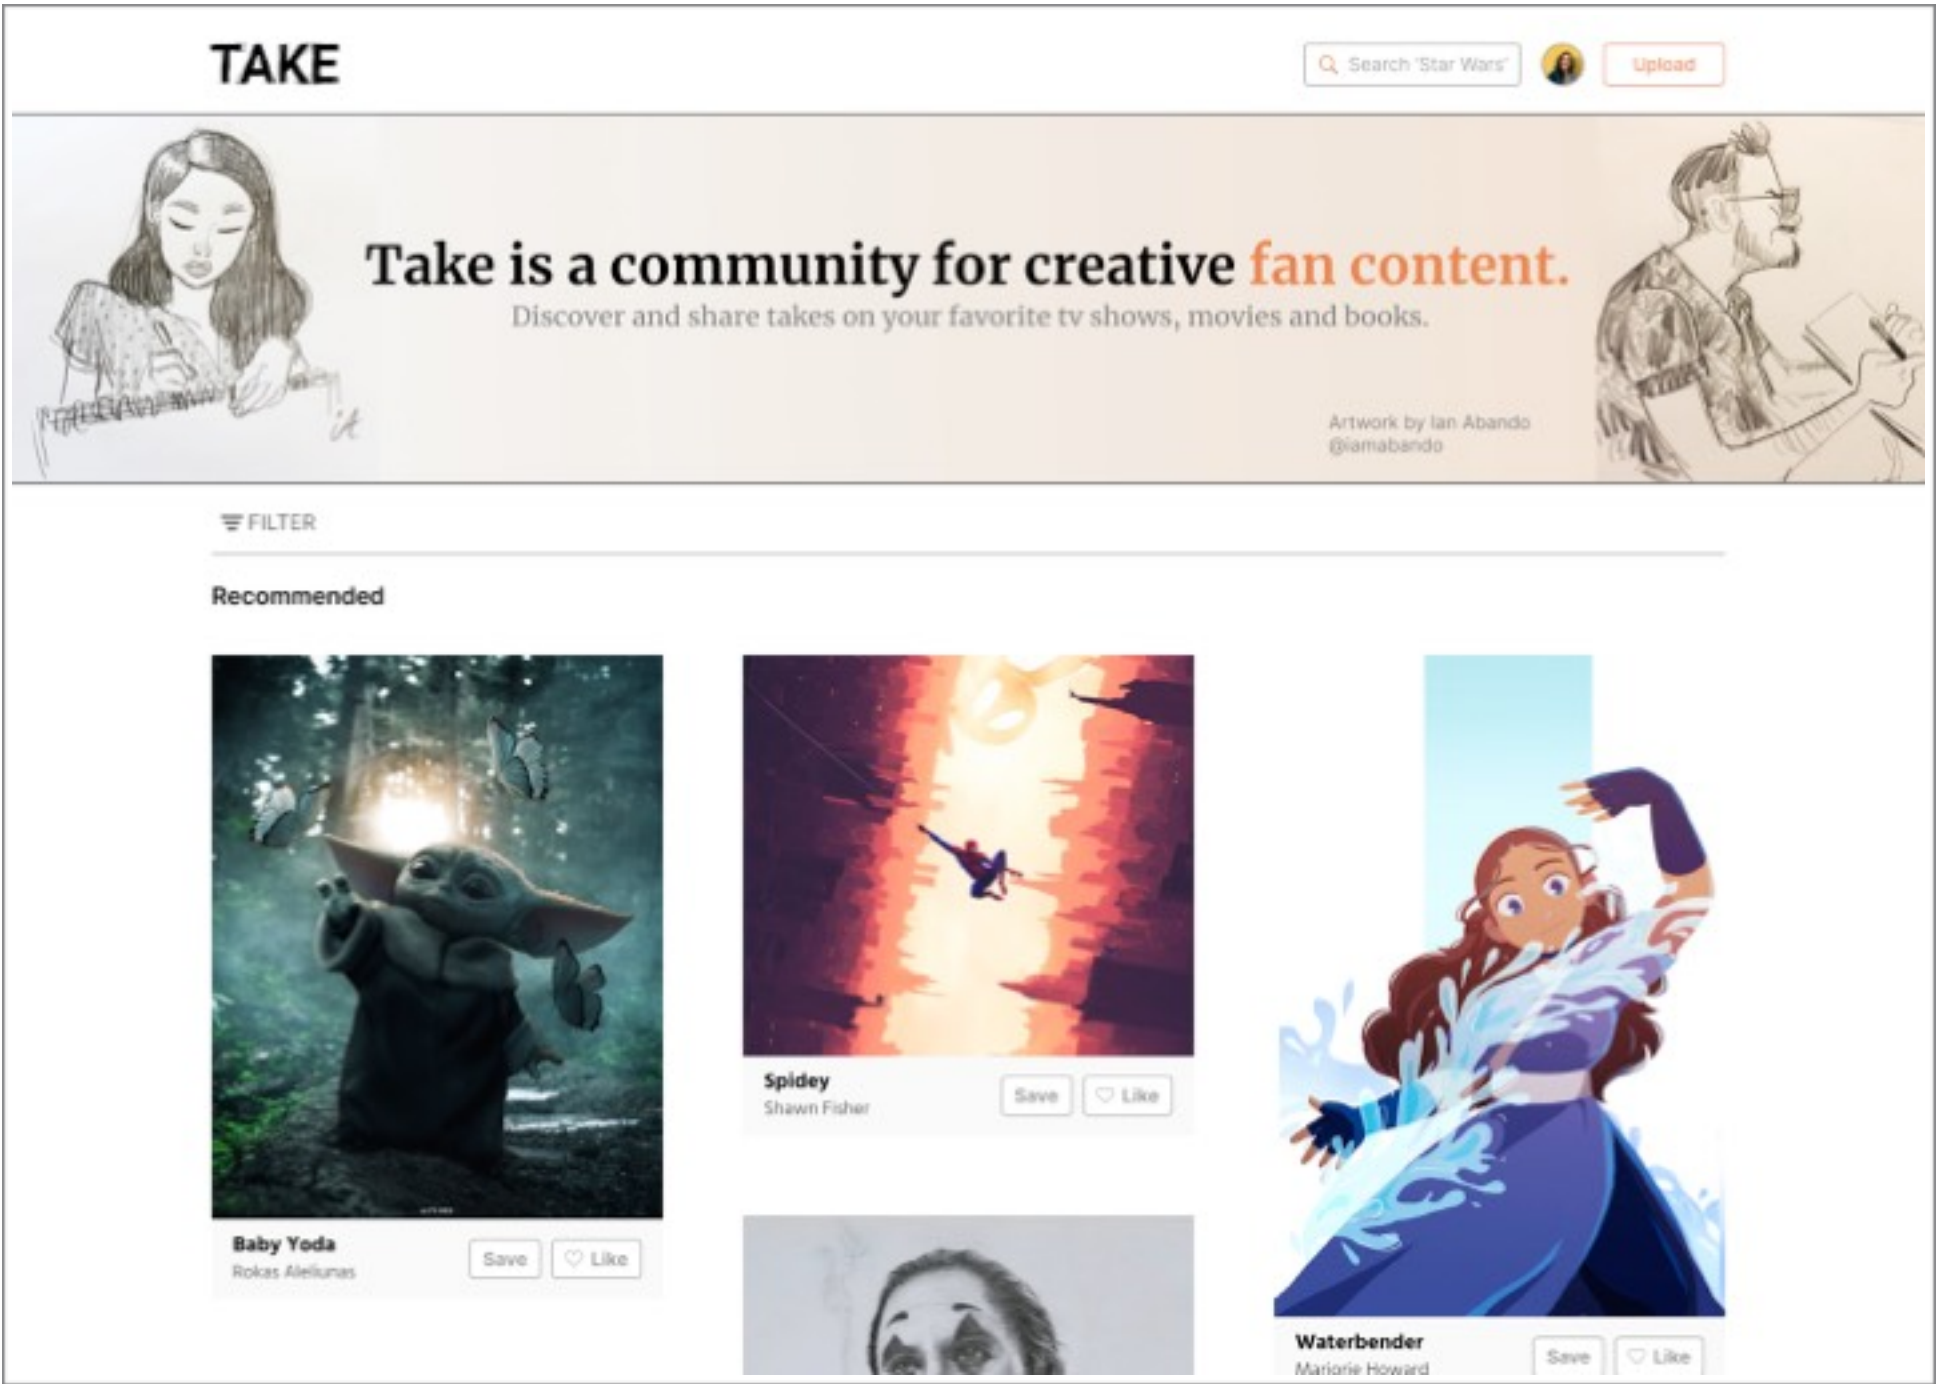 TAKE
Search 'Star Wars'
Upload
Take is a community for creative fan content.
Discover and share takes on your favorite tv shows, movies and books.
Artwork by Ian Abando
@iamabando
FILTER
Recommended
Spidey
Shawn Fisher
Save
Like
Baby Yoda
Rokas Aleliunas
Save
Like
Waterbender
Marjorie Howard
Save
Like